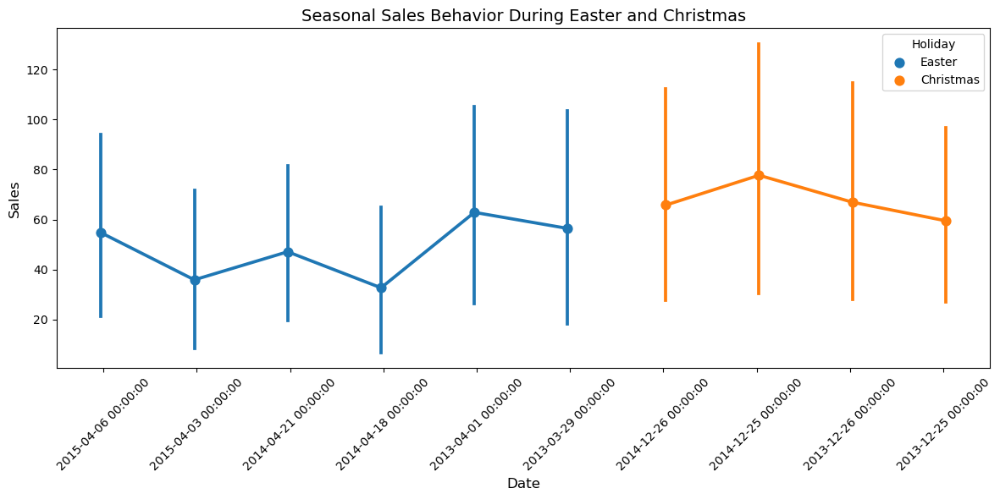 Seasonal Sales Behavior During Easter and Christmas
Holiday
Easter
Christmas
Sales
120
100
80
60
40
20
2015-04-06 00:00:00
2015-04-03 00:00:00
2014-04-21 00:00:00
2014-04-18 00:00:00
2013-04-01 00:00:00
2013-03-29 00:00:00
2014-12-26 00:00:00
2014-12-25 00:00:00
2013-12-26 00:00:00
2013-12-25 00:00:00
Date